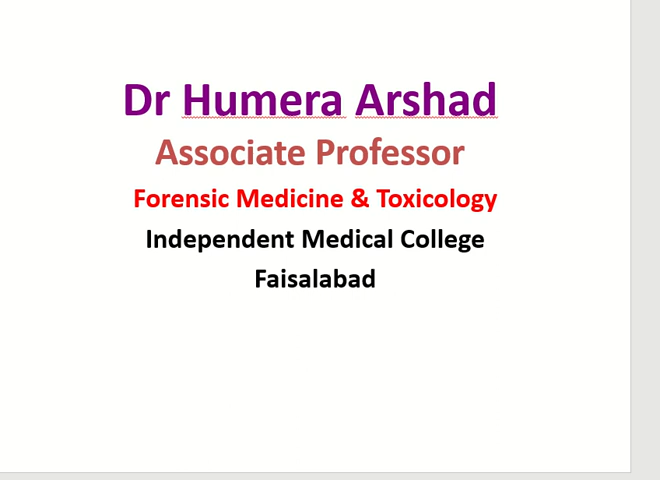 Dr Humera Arshad
Associate Professor
Forensic Medicine & Toxicology
Independent Medical College
Faisalabad